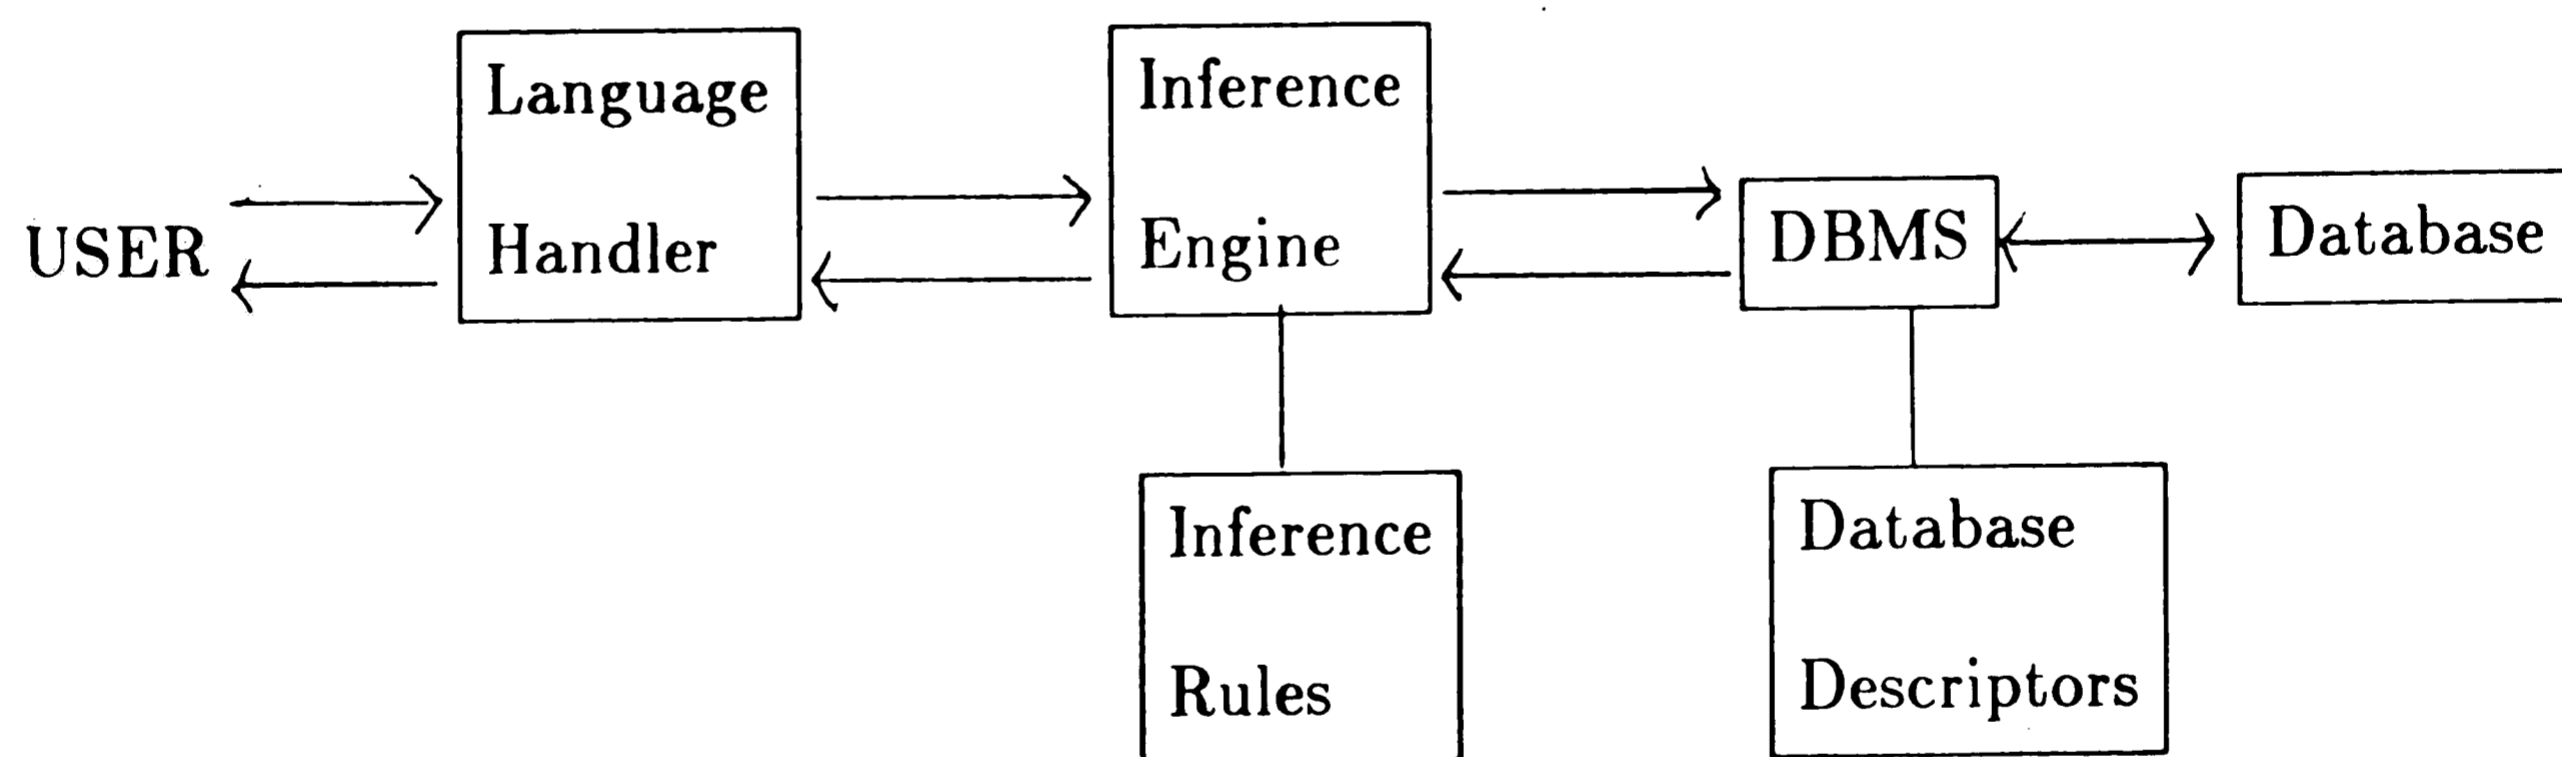 USER
Language
Handler
Inference
Engine
DBMS
Database
Inference
Rules
Database
Descriptors